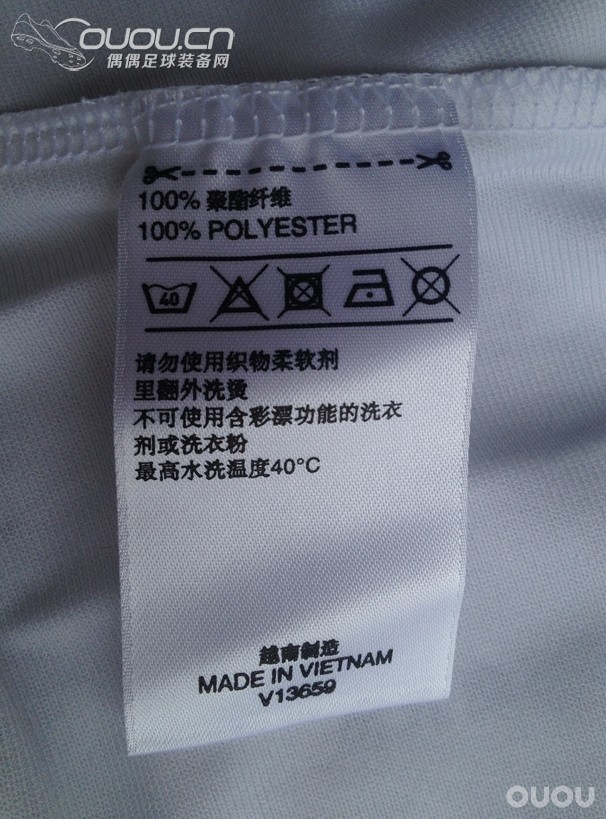 OUOU.CN
偶偶足球装备网
100% 聚酯纤维
100% POLYESTER
40
请勿使用织物柔软剂
里翻外洗烫
不可使用含彩漂功能的洗衣
剂或洗衣粉
最高水洗温度40°C
越南制造
MADE IN VIETNAM
V13659
OUOU